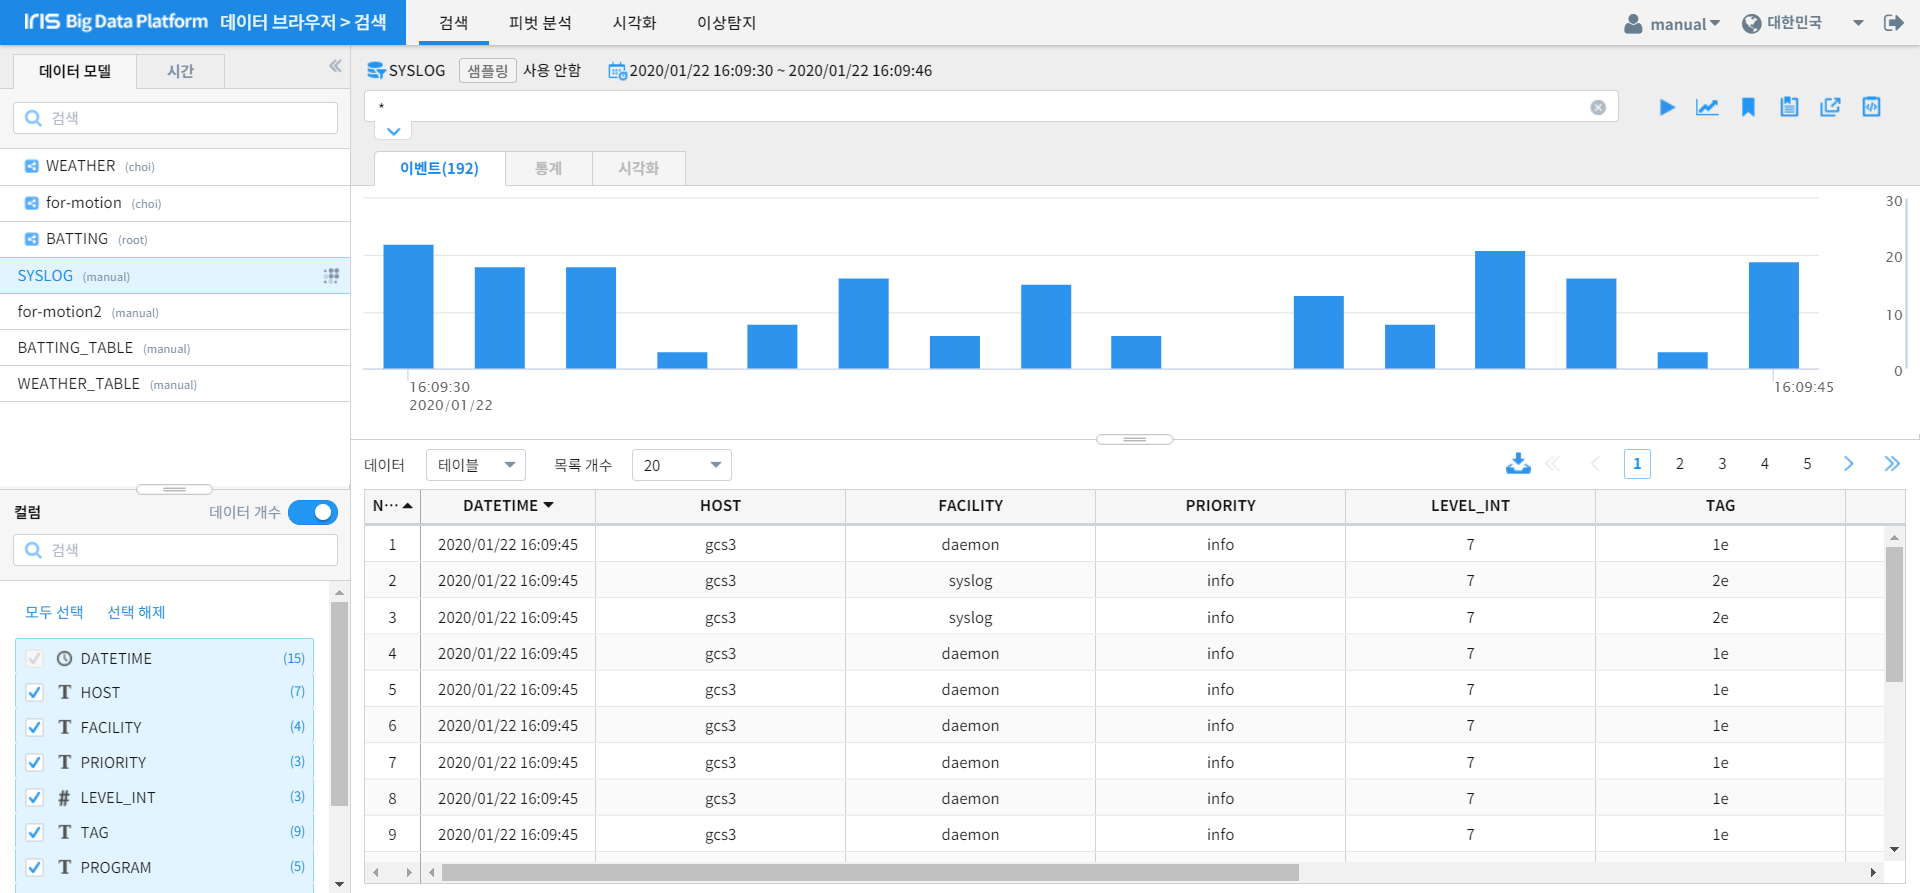 IRIS Big Data Platform 데이터 브라우저 > 검색
검색 피벗 분석 시각화 이상탐지
manual 대한민국
데이터 모델 시간
검색
WEATHER (choi)
for-motion (choi)
BATTING (root)
SYSLOG (manual)
for-motion2 (manual)
BATTING_TABLE (manual)
WEATHER_TABLE (manual)
컬럼 데이터 개수
검색
모두 선택 선택 해제
DATETIME (15)
T HOST (7)
T FACILITY (4)
T PRIORITY (3)
# LEVEL_INT (3)
T TAG (9)
T PROGRAM (5)
SYSLOG 샘플링 사용 안함 2020/01/22 16:09:30 ~ 2020/01/22 16:09:46
*
이벤트(192) 통계 시각화
30
20
10
0
16:09:30 16:09:45
2020/01/22
데이터 테이블 목록 개수 20 1 2 3 4 5
N··· DATETIME HOST FACILITY PRIORITY LEVEL_INT TAG
1 2020/01/22 16:09:45 gcs3 daemon info 7 1e
2 2020/01/22 16:09:45 gcs3 syslog info 7 2e
3 2020/01/22 16:09:45 gcs3 syslog info 7 2e
4 2020/01/22 16:09:45 gcs3 daemon info 7 1e
5 2020/01/22 16:09:45 gcs3 daemon info 7 1e
6 2020/01/22 16:09:45 gcs3 daemon info 7 1e
7 2020/01/22 16:09:45 gcs3 daemon info 7 1e
8 2020/01/22 16:09:45 gcs3 daemon info 7 1e
9 2020/01/22 16:09:45 gcs3 daemon info 7 1e